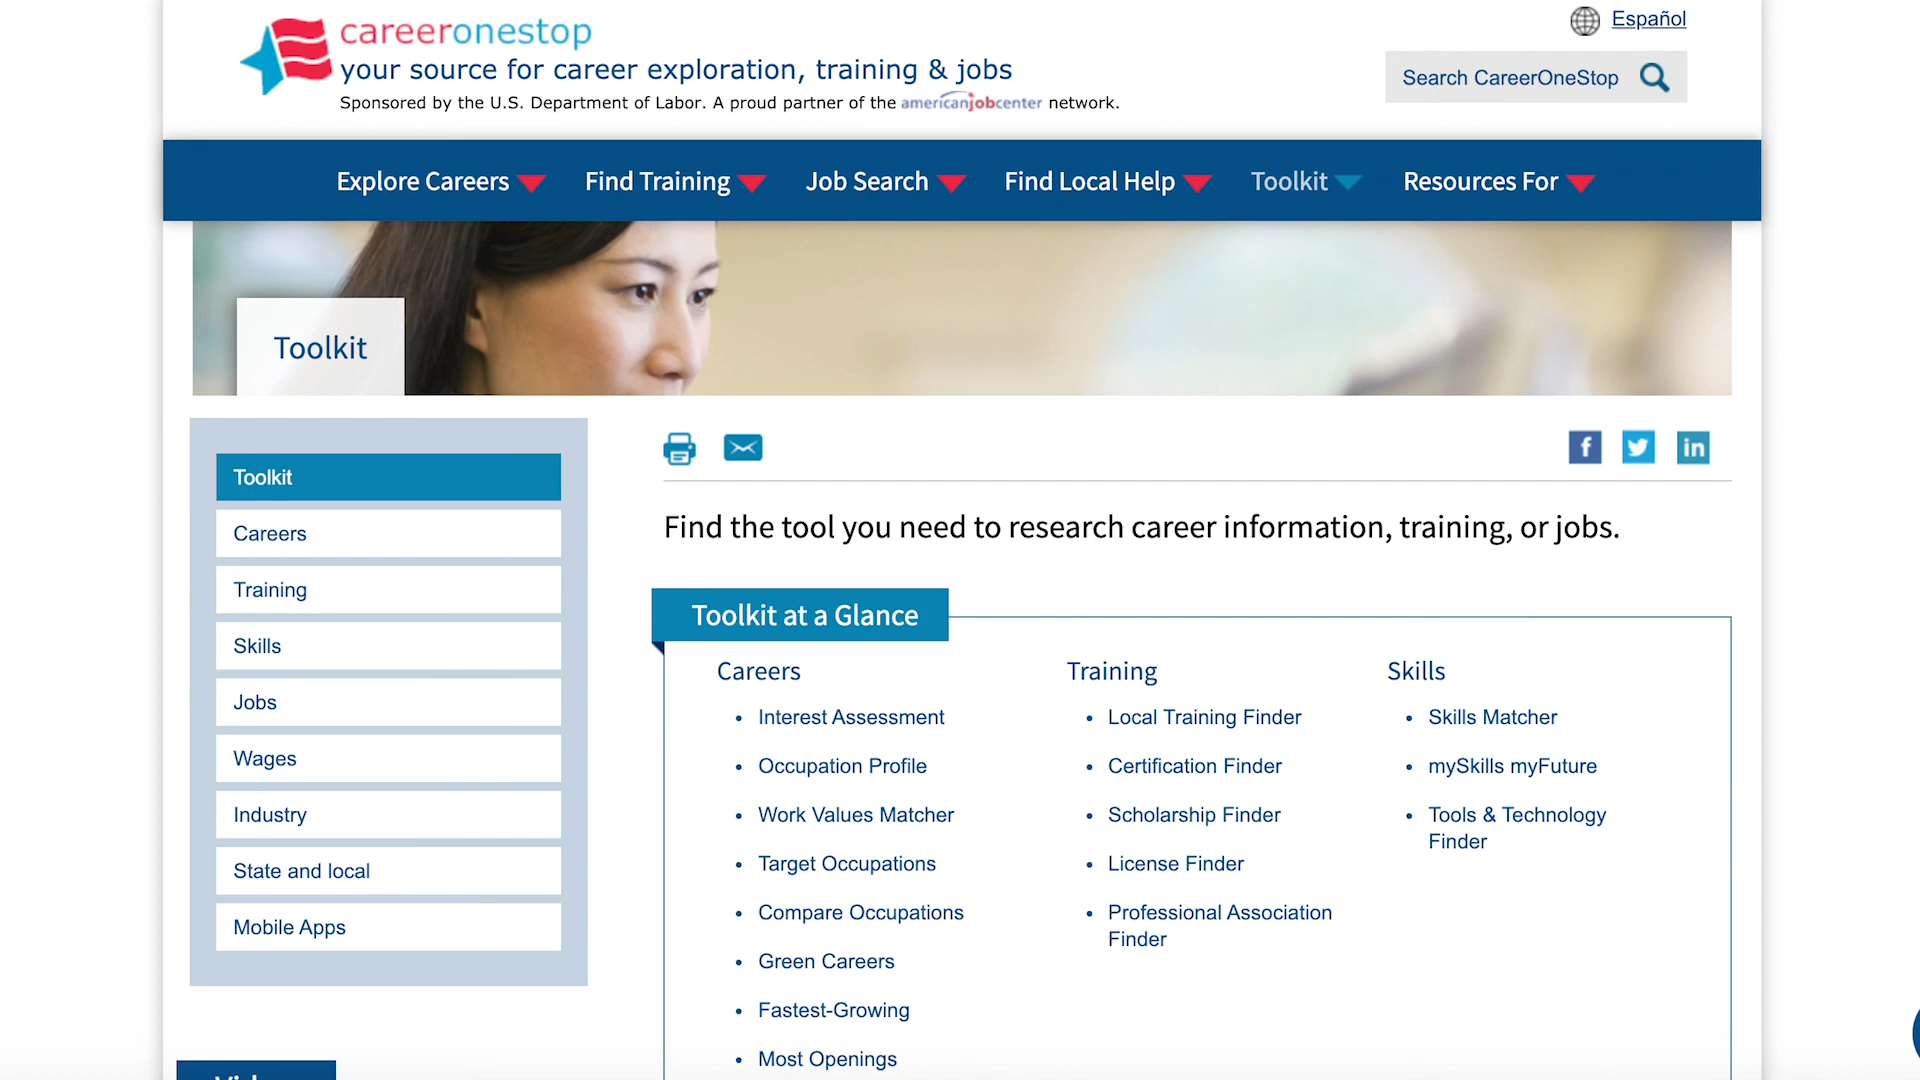 careeronestop
Español
your source for career exploration, training & jobs
Search CareerOneStop
Sponsored by the U.S. Department of Labor. A proud partner of the americanjobcenter network.
Explore Careers
Find Training
Job Search
Find Local Help
Toolkit
Resources For
Toolkit
Toolkit
Careers
Training
Skills
Jobs
Wages
Industry
State and local
Mobile Apps
f
in
Find the tool you need to research career information, training, or jobs.
Toolkit at a Glance
Careers
Interest Assessment
Occupation Profile
Work Values Matcher
Target Occupations
Compare Occupations
Green Careers
Fastest-Growing
Most Openings
Training
Local Training Finder
Certification Finder
Scholarship Finder
License Finder
Professional Association
Finder
Skills
Skills Matcher
mySkills myFuture
Tools & Technology
Finder